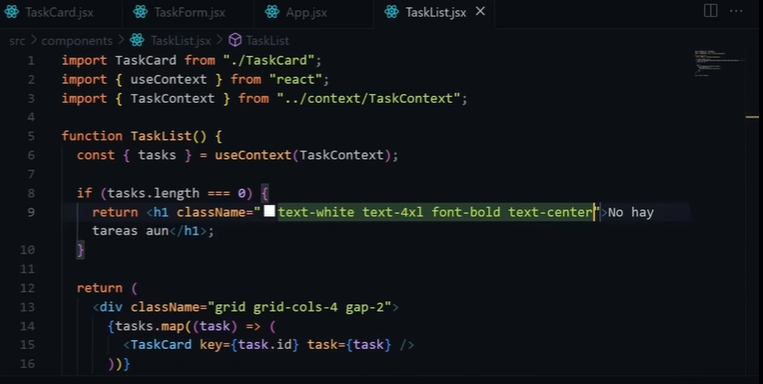 TaskCard.jsx TaskForm.jsx App.jsx TaskList.jsx
src > components > TaskList.jsx > TaskList
1 import TaskCard from "./TaskCard";
2 import { useContext } from "react";
3 import { TaskContext } from "../context/TaskContext";
4
5 function TaskList() {
6 const { tasks } = useContext(TaskContext);
7
8 if (tasks.length === 0) {
9 return <h1 className="text-white text-4xl font-bold text-center">No hay
tareas aun</h1>;
10 }
11
12 return (
13 <div className="grid grid-cols-4 gap-2">
14 {tasks.map((task) => (
15 <TaskCard key={task.id} task={task} />
16 ))}